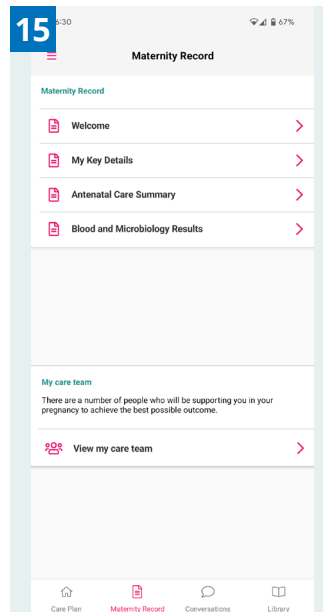 15
6:30
67%
Maternity Record
Maternity Record
Welcome
My Key Details
Antenatal Care Summary
Blood and Microbiology Results
My care team
There are a number of people who will be supporting you in your
pregnancy to achieve the best possible outcome.
View my care team
Care Plan Maternity Record Conversations Library